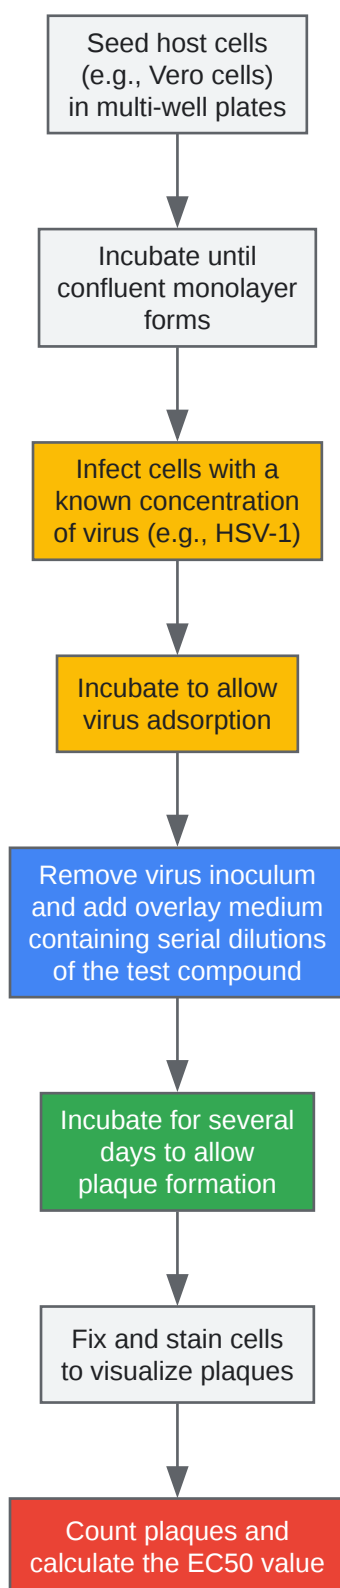 Seed host cells
(e.g., Vero cells)
in multi-well plates
Incubate until
confluent monolayer
forms
Infect cells with a
known concentration
of virus (e.g., HSV-1)
Incubate to allow
virus adsorption
Remove virus inoculum
and add overlay medium
containing serial dilutions
of the test compound
Incubate for several
days to allow
plaque formation
Fix and stain cells
to visualize plaques
Count plaques and
calculate the EC50 value